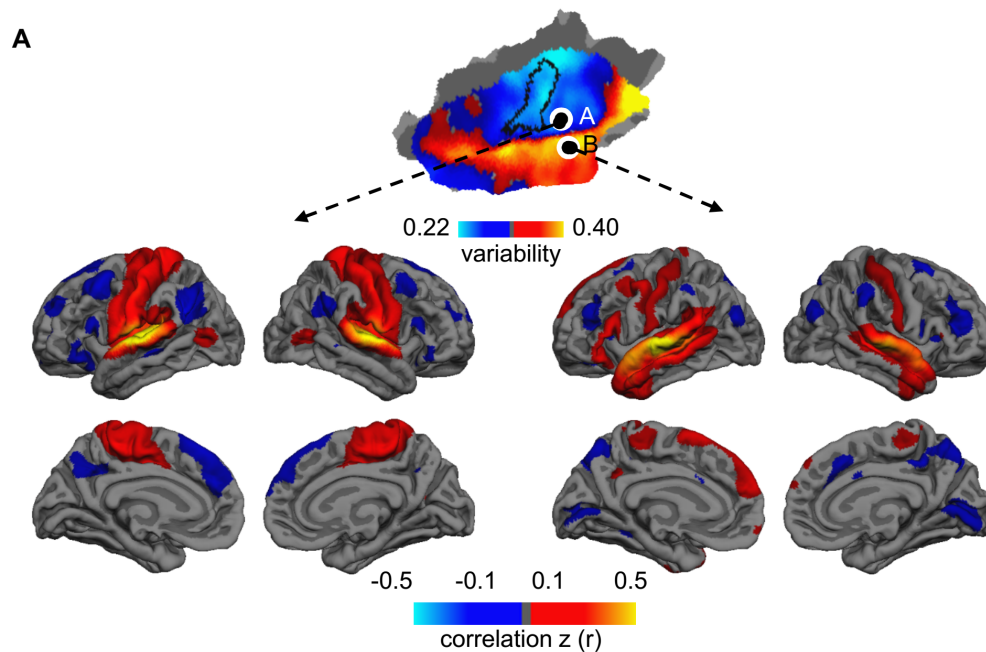 A
A
B
0.22 0.40
variability
-0.5 -0.1 0.1 0.5
correlation z (r)